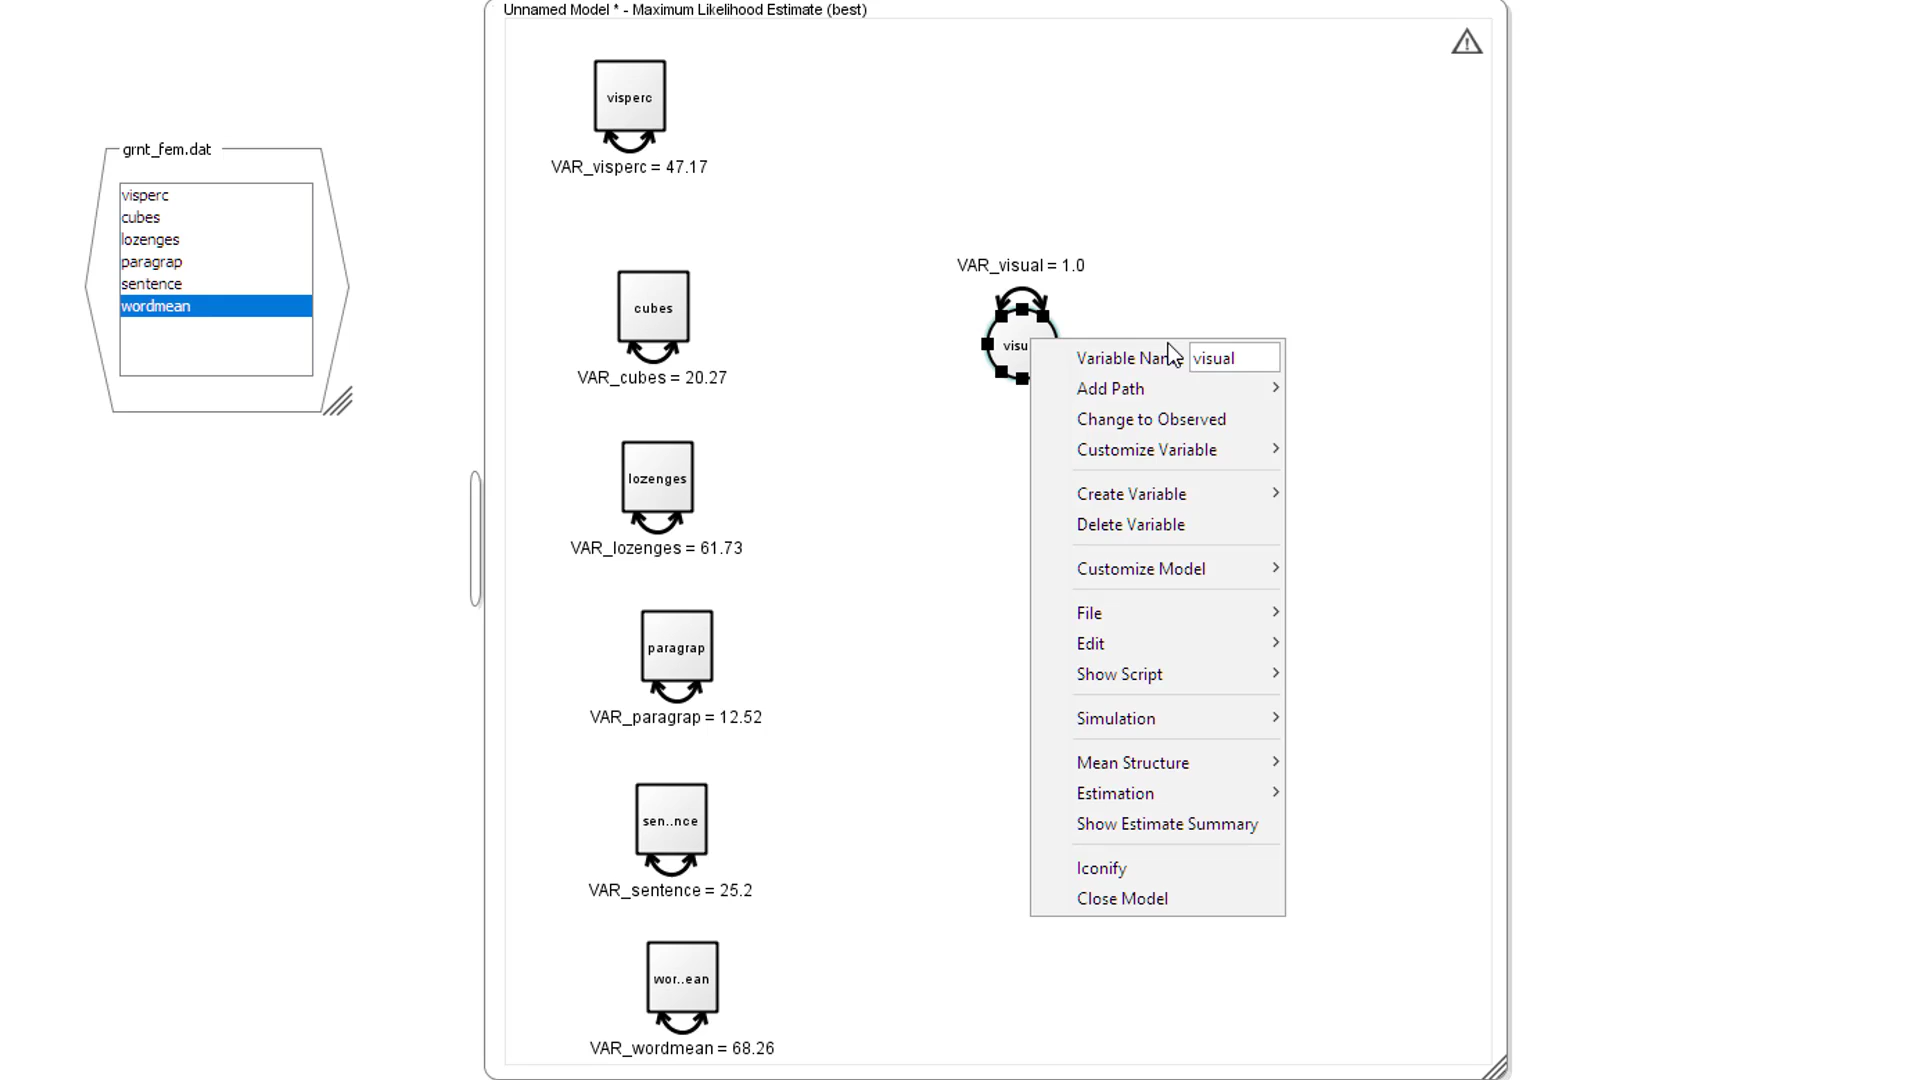 Unnamed Model * - Maximum Likelihood Estimate (best)
grnt_fem.dat
visperc
cubes
lozenges
paragrap
sentence
wordmean
visperc
VAR_visperc = 47.17
cubes
VAR_cubes = 20.27
lozenges
VAR_lozenges = 61.73
paragrap
VAR_paragrap = 12.52
sen..nce
VAR_sentence = 25.2
wor..ean
VAR_wordmean = 68.26
VAR_visual = 1.0
visu
Variable Name visual
Add Path
Change to Observed
Customize Variable
Create Variable
Delete Variable
Customize Model
File
Edit
Show Script
Simulation
Mean Structure
Estimation
Show Estimate Summary
Iconify
Close Model